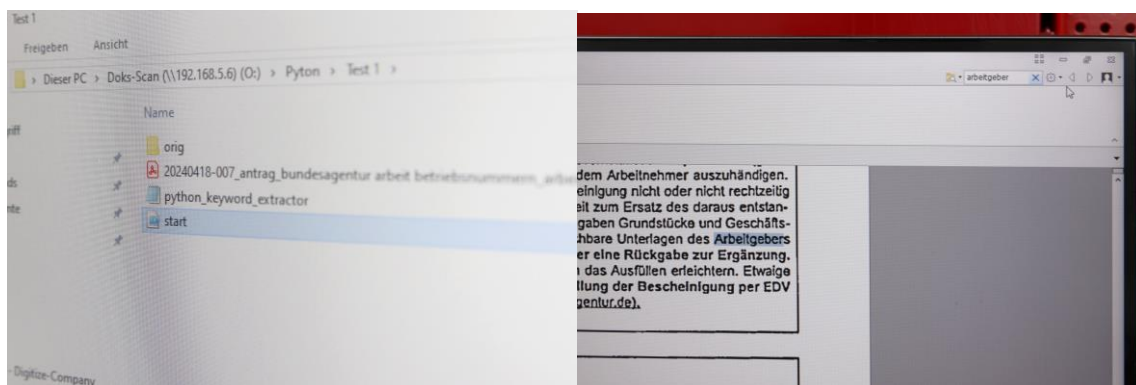 Test 1
Freigeben Ansicht
> Dieser PC > Doks-Scan (\\192.168.5.6) (O:) > Pyton > Test 1 >
Name
orig
20240418-007_antrag_bundesagentur arbeit betriebsnummern_arbe
python_keyword_extractor
start
- Digitize-Company
arbeitgeber
dem Arbeitnehmer auszuhändigen.
einigung nicht oder nicht rechtzeitig
eit zum Ersatz des daraus entstan-
gaben Grundstücke und Geschäfts-
hbare Unterlagen des Arbeitgebers
er eine Rückgabe zur Ergänzung.
das Ausfüllen erleichtern. Etwaige
llung der Bescheinigung per EDV
gentur.de).